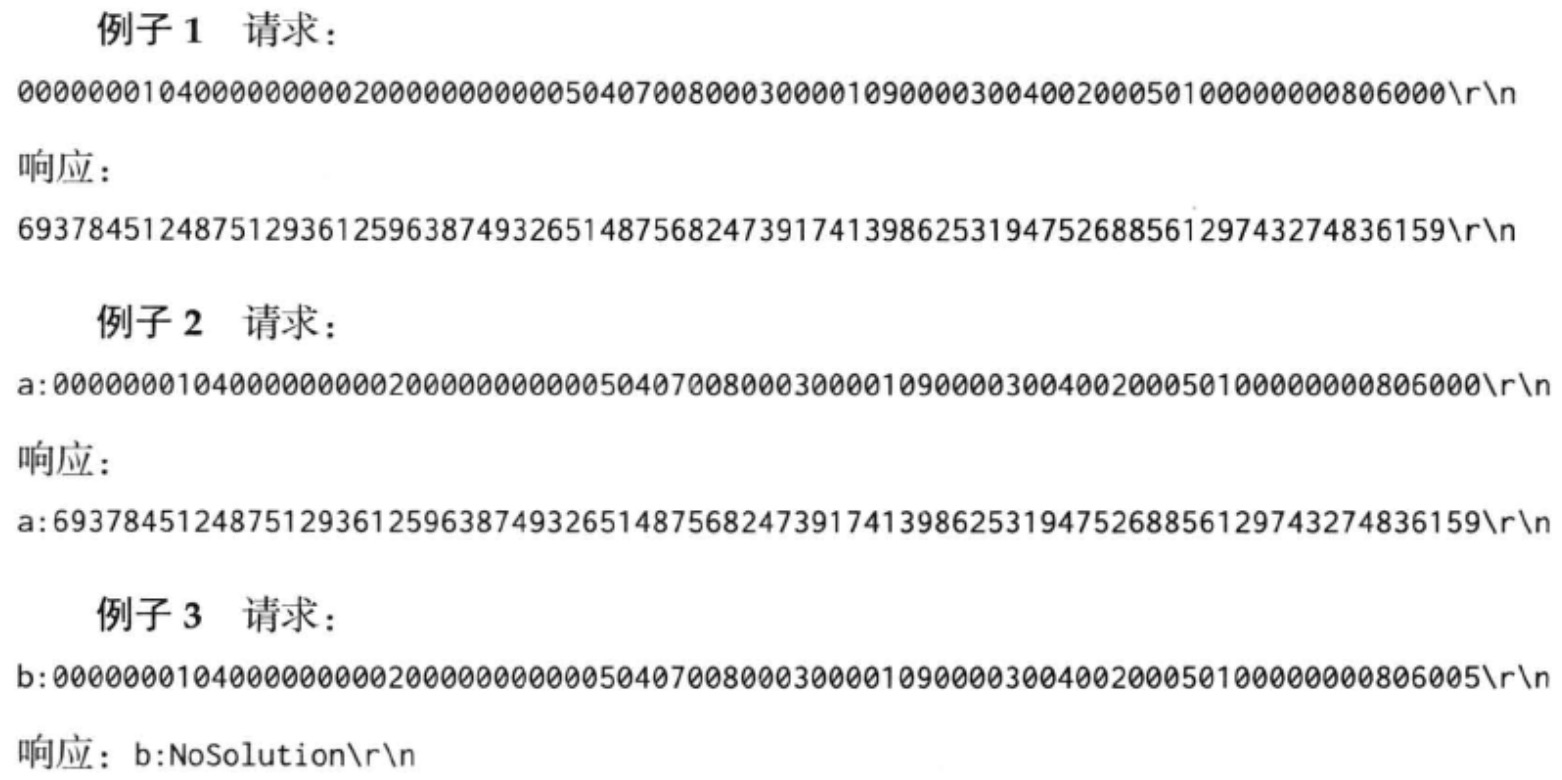 例子 1 请求：
000000010400000000020000000000050407008000300001090000300400200050100000000806000\r\n
响应：
693784512487512936125963874932651487568247391741398625319475268856129743274836159\r\n
例子 2 请求：
a:000000010400000000020000000000050407008000300001090000300400200050100000000806000\r\n
响应：
a:693784512487512936125963874932651487568247391741398625319475268856129743274836159\r\n
例子 3 请求：
b:000000010400000000020000000000050407008000300001090000300400200050100000000806005\r\n
响应：b:NoSolution\r\n